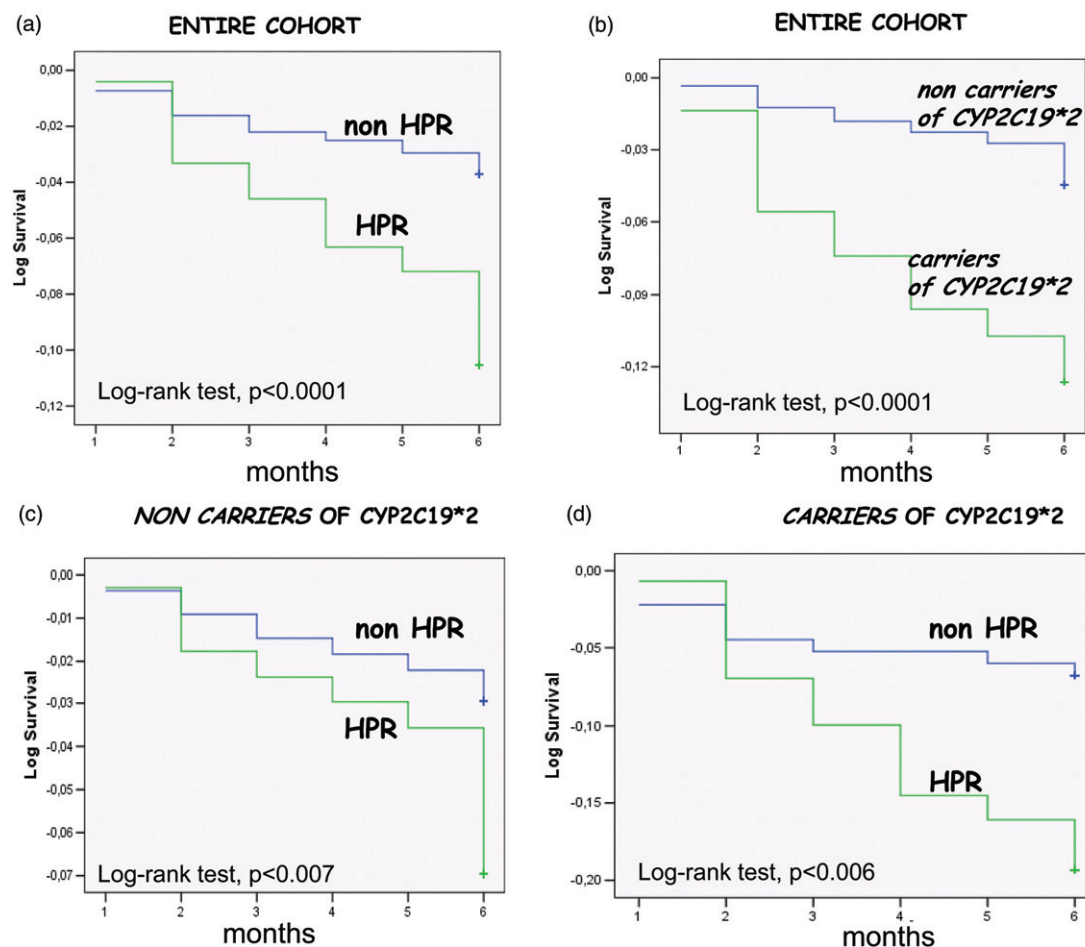 (a)
ENTIRE COHORT
0,00
-0,02
-0,04
-0,06
-0,08
-0,10
-0,12
Log Survival
non HPR
HPR
Log-rank test, p<0.0001
1 2 3 4 5 6
months
(b)
ENTIRE COHORT
0,00
-0,03
-0,06
-0,09
-0,12
Log Survival
non carriers
of CYP2C19*2
carriers
of CYP2C19*2
Log-rank test, p<0.0001
1 2 3 4 5 6
months
(c)
NON CARRIERS OF CYP2C19*2
0,00
-0,01
-0,02
-0,03
-0,04
-0,05
-0,06
-0,07
Log Survival
non HPR
HPR
Log-rank test, p<0.007
1 2 3 4 5 6
months
(d)
CARRIERS OF CYP2C19*2
0,00
-0,05
-0,10
-0,15
-0,20
Log Survival
non HPR
HPR
Log-rank test, p<0.006
1 2 3 4 5 6
months